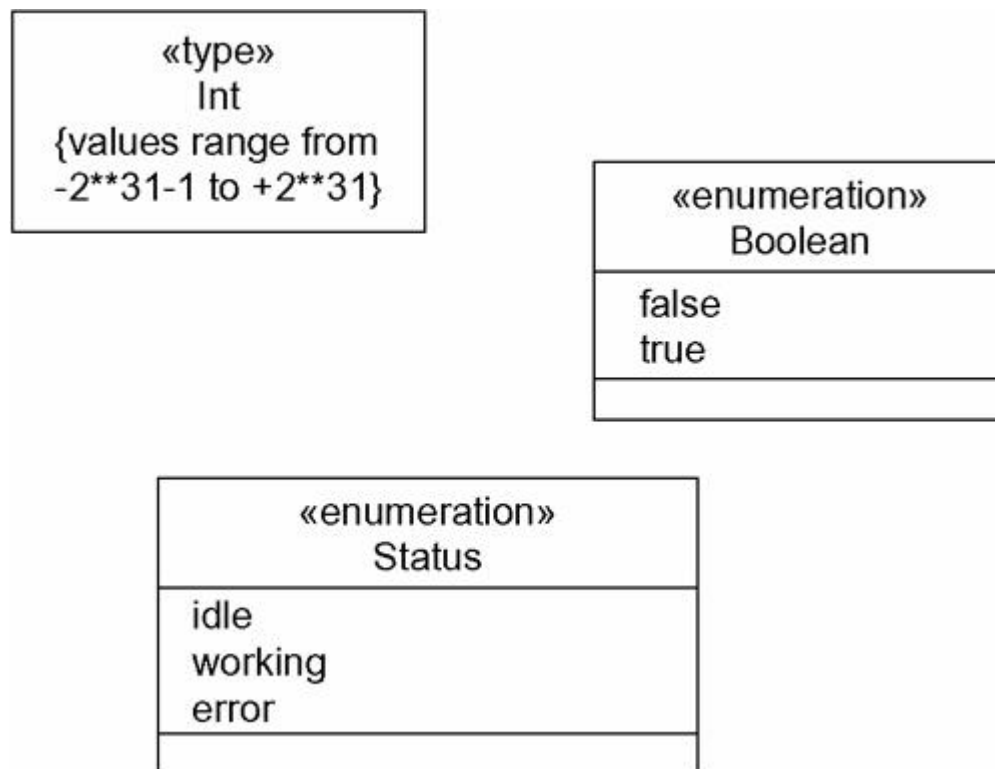 «type»
Int
{values range from
-2**31-1 to +2**31}
«enumeration»
Boolean
false
true
«enumeration»
Status
idle
working
error